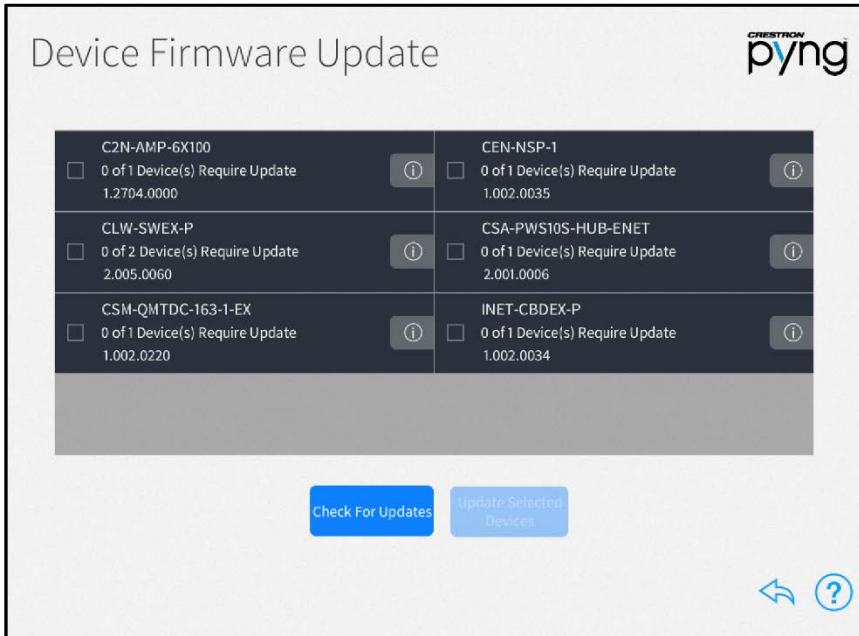 Device Firmware Update
CRESTRON
pyng
C2N-AMP-6X100
0 of 1 Device(s) Require Update
1.2704.0000
CEN-NSP-1
0 of 1 Device(s) Require Update
1.002.0035
CLW-SWEX-P
0 of 2 Device(s) Require Update
2.005.0060
CSA-PWS10S-HUB-ENET
0 of 1 Device(s) Require Update
2.001.0006
CSM-QMTDC-163-1-EX
0 of 1 Device(s) Require Update
1.002.0220
INET-CBDEX-P
0 of 1 Device(s) Require Update
1.002.0034
Check For Updates
Update Selected
Devices
?